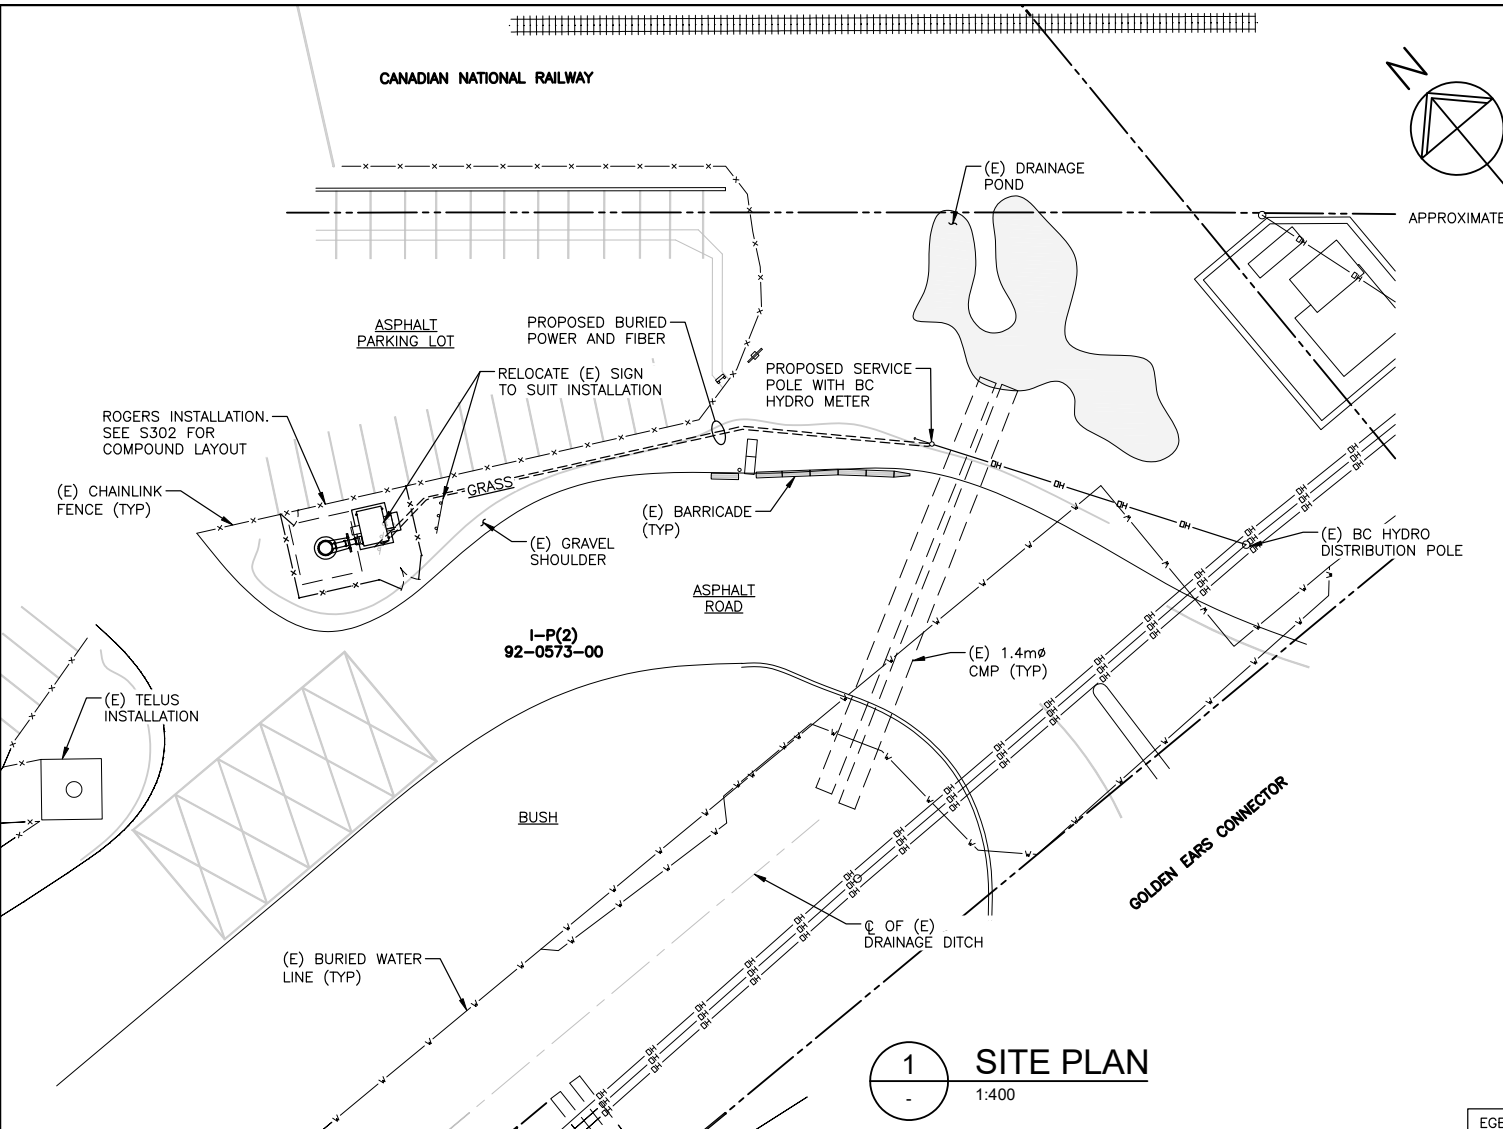 CANADIAN NATIONAL RAILWAY
N
(E) DRAINAGE
POND
APPROXIMATE
ASPHALT
PARKING LOT
PROPOSED BURIED
POWER AND FIBER
RELOCATE (E) SIGN
TO SUIT INSTALLATION
PROPOSED SERVICE
POLE WITH BC
HYDRO METER
ROGERS INSTALLATION.
SEE S302 FOR
COMPOUND LAYOUT
(E) CHAINLINK
FENCE (TYP)
GRASS
(E) BARRICADE
(TYP)
(E) GRAVEL
SHOULDER
(E) BC HYDRO
DISTRIBUTION POLE
ASPHALT
ROAD
I-P(2)
92-0573-00
(E) 1.4mø
CMP (TYP)
(E) TELUS
INSTALLATION
BUSH
GOLDEN EARS CONNECTOR
℄ OF (E)
DRAINAGE DITCH
(E) BURIED WATER
LINE (TYP)
1
-
SITE PLAN
1:400